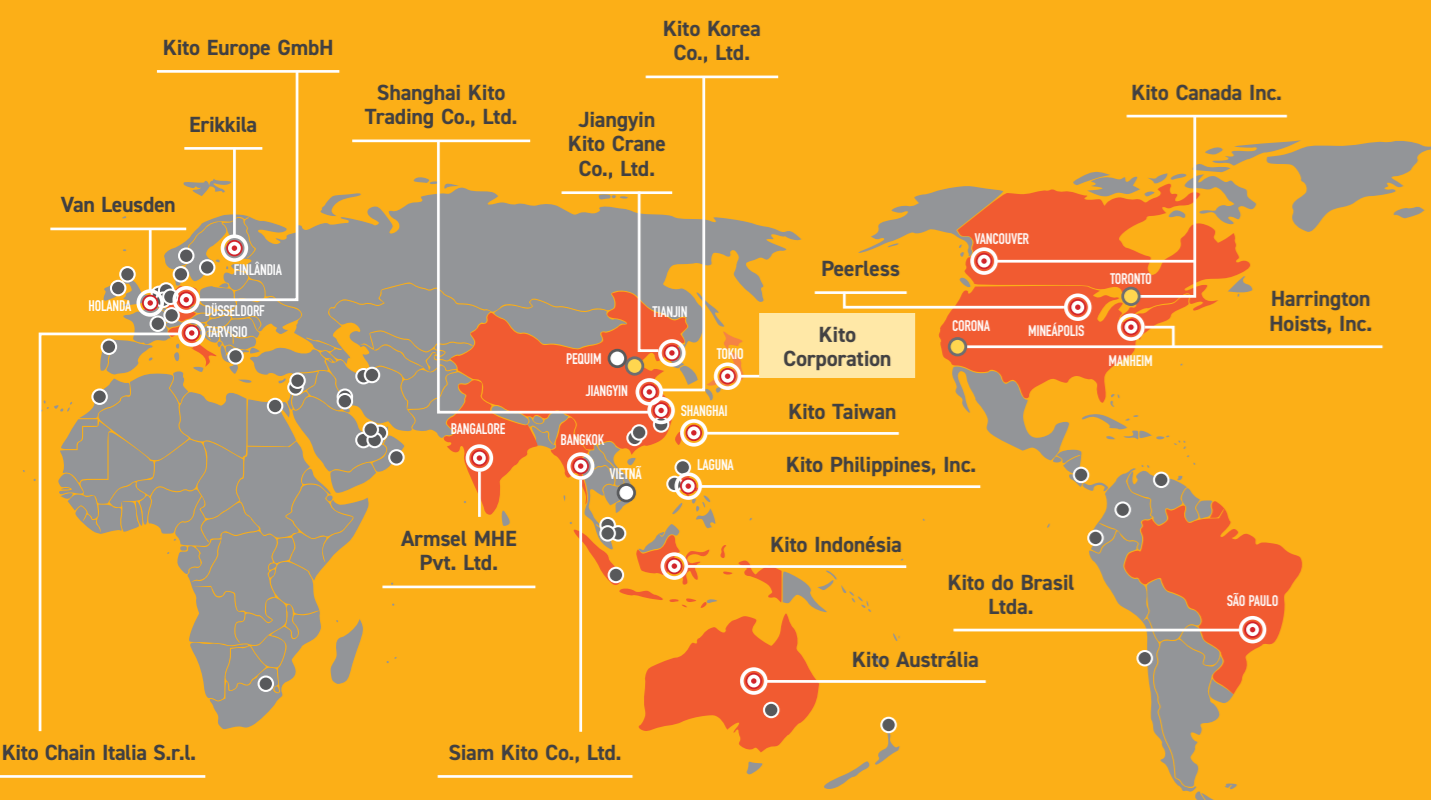 Kito Korea
Co., Ltd.
Kito Europe GmbH
Shanghai Kito
Trading Co., Ltd.
Kito Canada Inc.
Erikkila
Jiangyin
Kito Crane
Co., Ltd.
Van Leusden
VANCOUVER
FINLÂNDIA
Peerless
TORONTO
HOLANDA
DÜSSELDORF
TIANJIN
Harrington
Hoists, Inc.
TARVISIO
CORONA
MINEÁPOLIS
Kito
Corporation
PEQUIM
TOKIO
MANHEIM
JIANGYIN
SHANGHAI
Kito Taiwan
BANGALORE
BANGKOK
LAGUNA
Kito Philippines, Inc.
VIETNÃ
Armsel MHE
Pvt. Ltd.
Kito Indonésia
Kito do Brasil
Ltda.
SÃO PAULO
Kito Austrália
Kito Chain Italia S.r.l.
Siam Kito Co., Ltd.